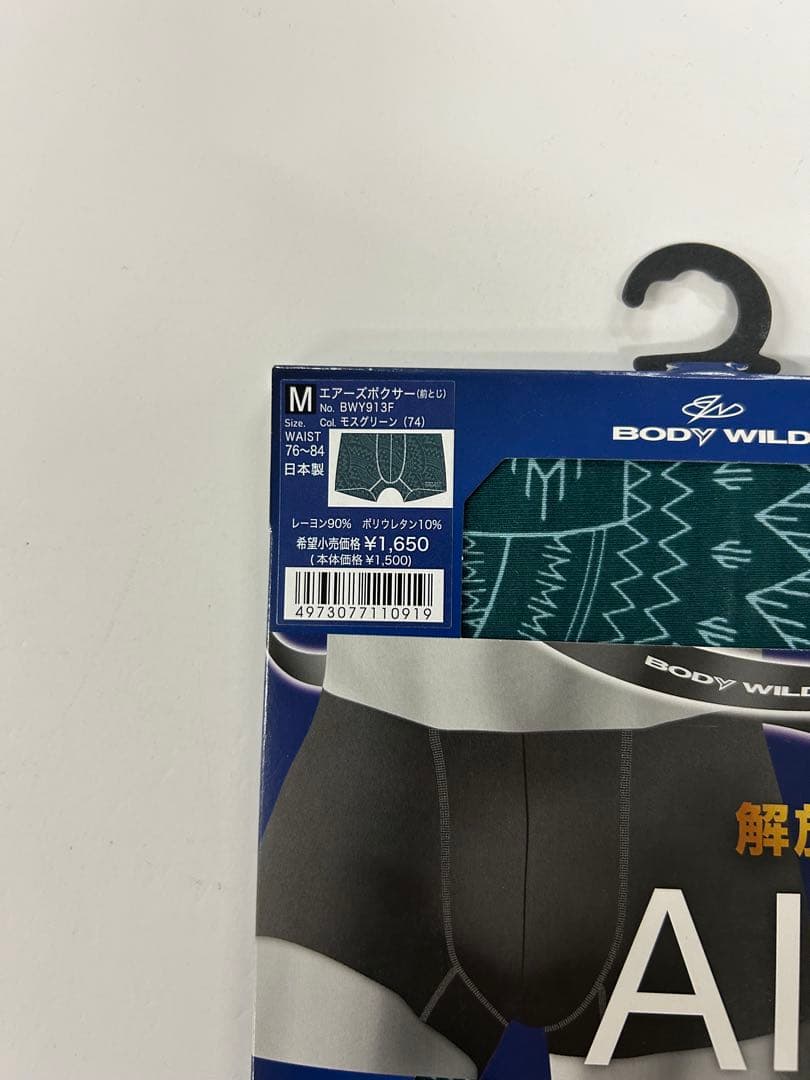 M エアーズボクサー(前とじ)
No. BWY913F
Size. Col. モスグリーン (74)
WAIST
76〜84
日本製
レーヨン90% ポリウレタン10%
希望小売価格 ¥1,650
(本体価格 ¥1,500)
4973077110919
BODY WILD
BODY WILD
解放
AI